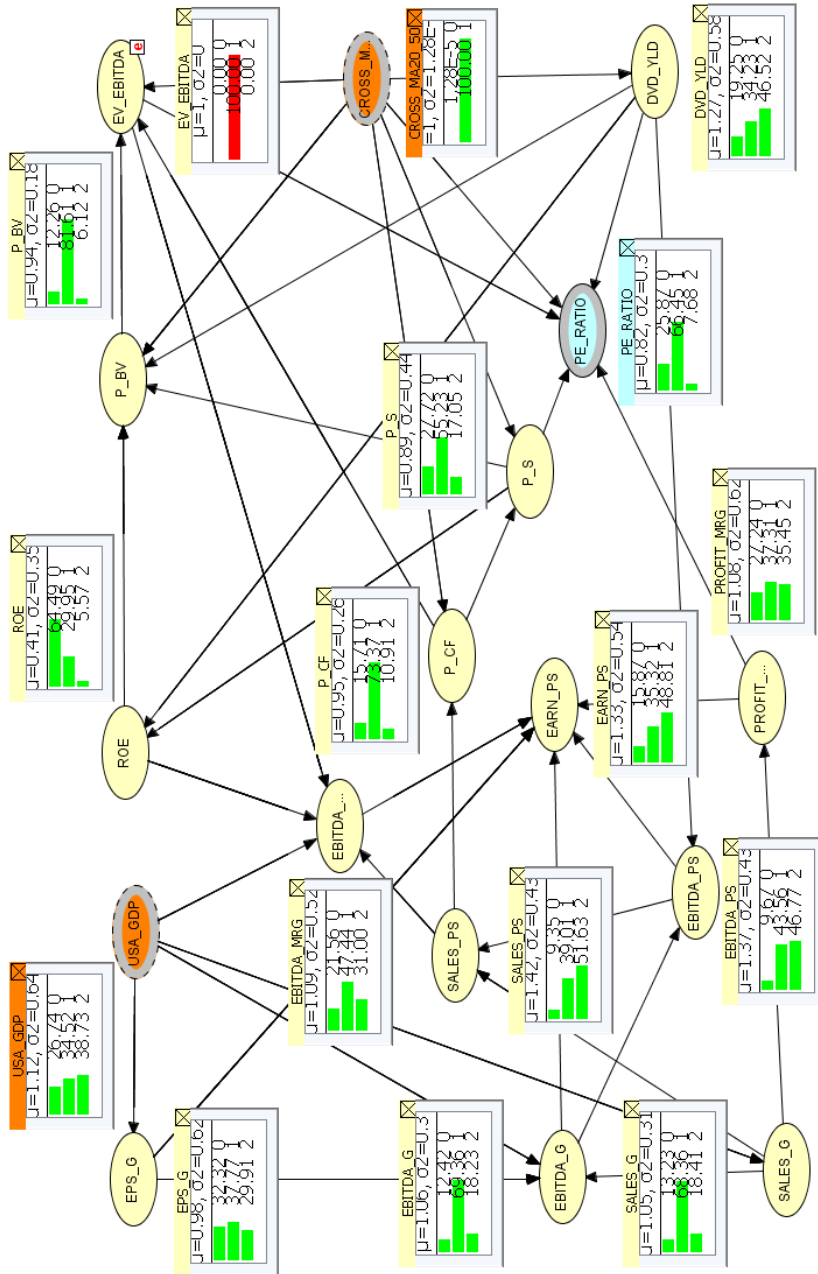 USA_GDP
μ=1.12, σ2=0.64
26.74 0
34.52 1
38.73 2
ROE
μ=0.41, σ2=0.35
64.49 0
29.95 1
5.57 2
P_BV
μ=0.94, σ2=0.18
12.26 0
81.61 1
6.12 2
EPS_G
USA_GDP
ROE
P_BV
EV_EBITDA
e
EPS_G
μ=0.98, σ2=0.62
32.32 0
37.77 1
29.91 2
EV_EBITDA
μ=1, σ2=0
0.00 0
100.00 1
0.00 2
EBITDA_MRG
μ=1.09, σ2=0.52
21.56 0
47.44 1
31.00 2
EBITDA_...
P_CF
μ=0.95, σ2=0.26
15.71 0
73.37 1
10.91 2
P_S
μ=0.89, σ2=0.44
27.72 0
55.23 1
17.05 2
CROSS_M...
EBITDA_G
μ=1.06, σ2=0.3
12.42 0
69.36 1
18.23 2
SALES_PS
P_CF
CROSS_MA20_50
=1, σ2=1.28E-
1,28E-5 0
100.00 1
SALES_PS
μ=1.42, σ2=0.43
9.35 0
39.01 1
51.63 2
P_S
EBITDA_G
EARN_PS
PE_RATIO
SALES_G
μ=1.05, σ2=0.31
13.23 0
68.36 1
18.41 2
EARN_PS
μ=1.33, σ2=0.54
15.87 0
35.32 1
48.81 2
PE_RATIO
μ=0.82, σ2=0.3
25.87 0
66.45 1
7.68 2
DVD_YLD
EBITDA_PS
EBITDA_PS
μ=1.37, σ2=0.43
9.67 0
43.56 1
46.77 2
PROFIT_MRG
μ=1.08, σ2=0.62
27.24 0
37.31 1
35.45 2
DVD_YLD
μ=1.27, σ2=0.58
19.25 0
34.23 1
46.52 2
SALES_G
PROFIT_...